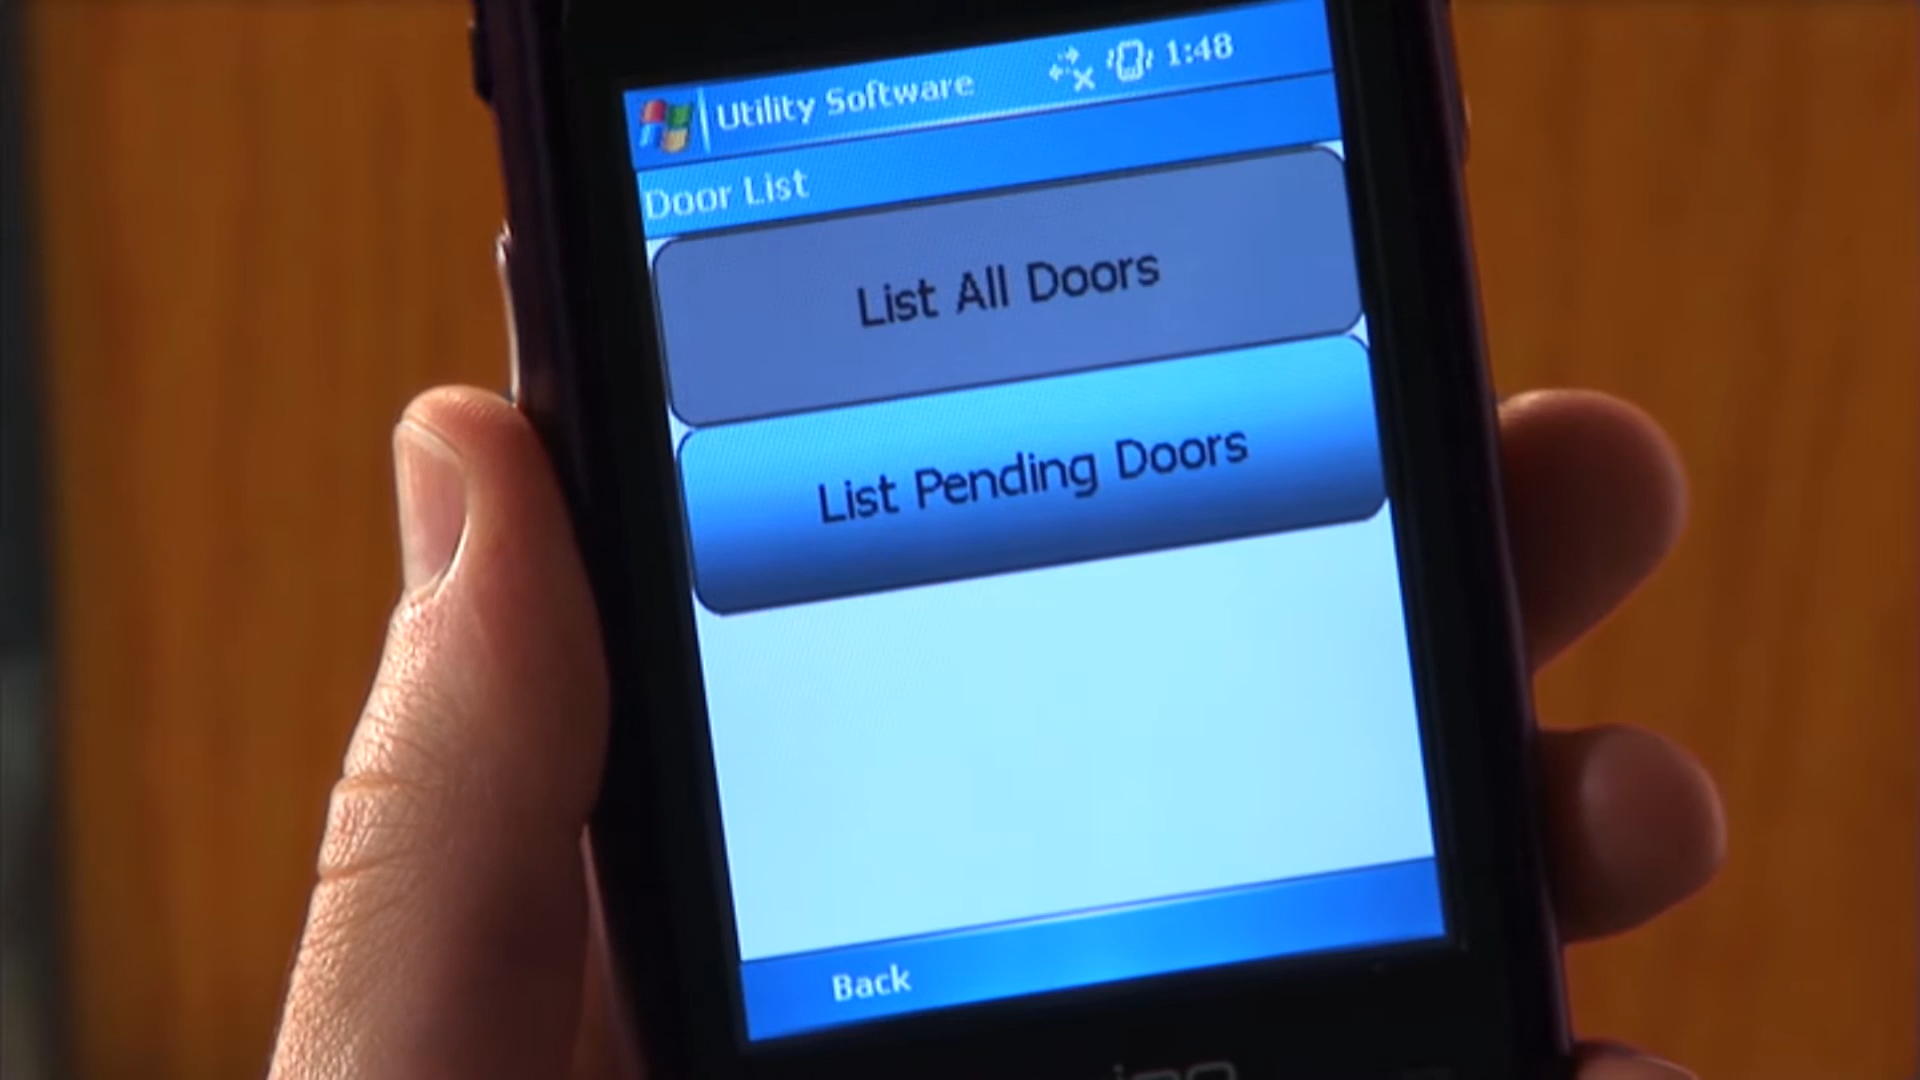 Utility Software 1:48
Door List
List All Doors
List Pending Doors
Back